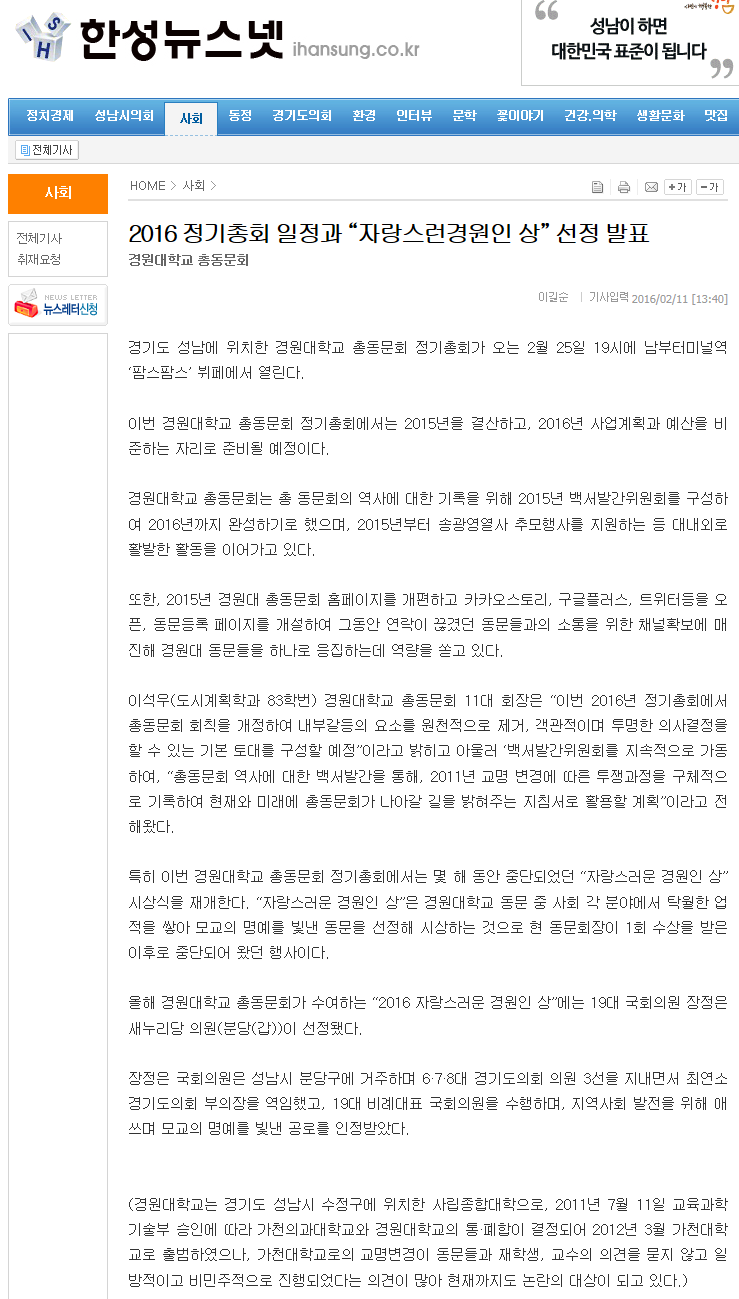 SIH 한성뉴스넷 ihansung.co.kr
“ 성남이 하면
대한민국 표준이 됩니다 ”
정치경제 성남시의회 사회 동정 경기도의회 환경 인터뷰 문학 꽃이야기 건강.의학 생활문화 맛집
전체기사
사회
HOME > 사회 >
+가 -가
전체기사
취재요청
NEWS LETTER
뉴스레터신청
2016 정기총회 일정과 “자랑스런경원인 상” 선정 발표
경원대학교 총동문회
이길순 | 기사입력 2016/02/11 [13:40]
경기도 성남에 위치한 경원대학교 총동문회 정기총회가 오는 2월 25일 19시에 남부터미널역
‘팜스팜스’ 뷔페에서 열린다.
이번 경원대학교 총동문회 정기총회에서는 2015년을 결산하고, 2016년 사업계획과 예산을 비
준하는 자리로 준비될 예정이다.
경원대학교 총동문회는 총 동문회의 역사에 대한 기록을 위해 2015년 백서발간위원회를 구성하
여 2016년까지 완성하기로 했으며, 2015년부터 송광영열사 추모행사를 지원하는 등 대내외로
활발한 활동을 이어가고 있다.
또한, 2015년 경원대 총동문회 홈페이지를 개편하고 카카오스토리, 구글플러스, 트위터등을 오
픈, 동문등록 페이지를 개설하여 그동안 연락이 끊겼던 동문들과의 소통을 위한 채널확보에 매
진해 경원대 동문들을 하나로 응집하는데 역량을 쏟고 있다.
이석우(도시계획학과 83학번) 경원대학교 총동문회 11대 회장은 “이번 2016년 정기총회에서
총동문회 회칙을 개정하여 내부갈등의 요소를 원천적으로 제거, 객관적이며 투명한 의사결정을
할 수 있는 기본 토대를 구성할 예정”이라고 밝히고 아울러 ‘백서발간위원회를 지속적으로 가동
하여, “총동문회 역사에 대한 백서발간을 통해, 2011년 교명 변경에 따른 투쟁과정을 구체적으
로 기록하여 현재와 미래에 총동문회가 나아갈 길을 밝혀주는 지침서로 활용할 계획”이라고 전
해왔다.
특히 이번 경원대학교 총동문회 정기총회에서는 몇 해 동안 중단되었던 “자랑스러운 경원인 상”
시상식을 재개한다. “자랑스러운 경원인 상”은 경원대학교 동문 중 사회 각 분야에서 탁월한 업
적을 쌓아 모교의 명예를 빛낸 동문을 선정해 시상하는 것으로 현 동문회장이 1회 수상을 받은
이후로 중단되어 왔던 행사이다.
올해 경원대학교 총동문회가 수여하는 “2016 자랑스러운 경원인 상”에는 19대 국회의원 장정은
새누리당 의원(분당(갑))이 선정됐다.
장정은 국회의원은 성남시 분당구에 거주하며 6·7·8대 경기도의회 의원 3선을 지내면서 최연소
경기도의회 부의장을 역임했고, 19대 비례대표 국회의원을 수행하며, 지역사회 발전을 위해 애
쓰며 모교의 명예를 빛낸 공로를 인정받았다.
(경원대학교는 경기도 성남시 수정구에 위치한 사립종합대학으로, 2011년 7월 11일 교육과학
기술부 승인에 따라 가천의과대학교와 경원대학교의 통·폐합이 결정되어 2012년 3월 가천대학
교로 출범하였으나, 가천대학교로의 교명변경이 동문들과 재학생, 교수의 의견을 묻지 않고 일
방적이고 비민주적으로 진행되었다는 의견이 많아 현재까지도 논란의 대상이 되고 있다.)